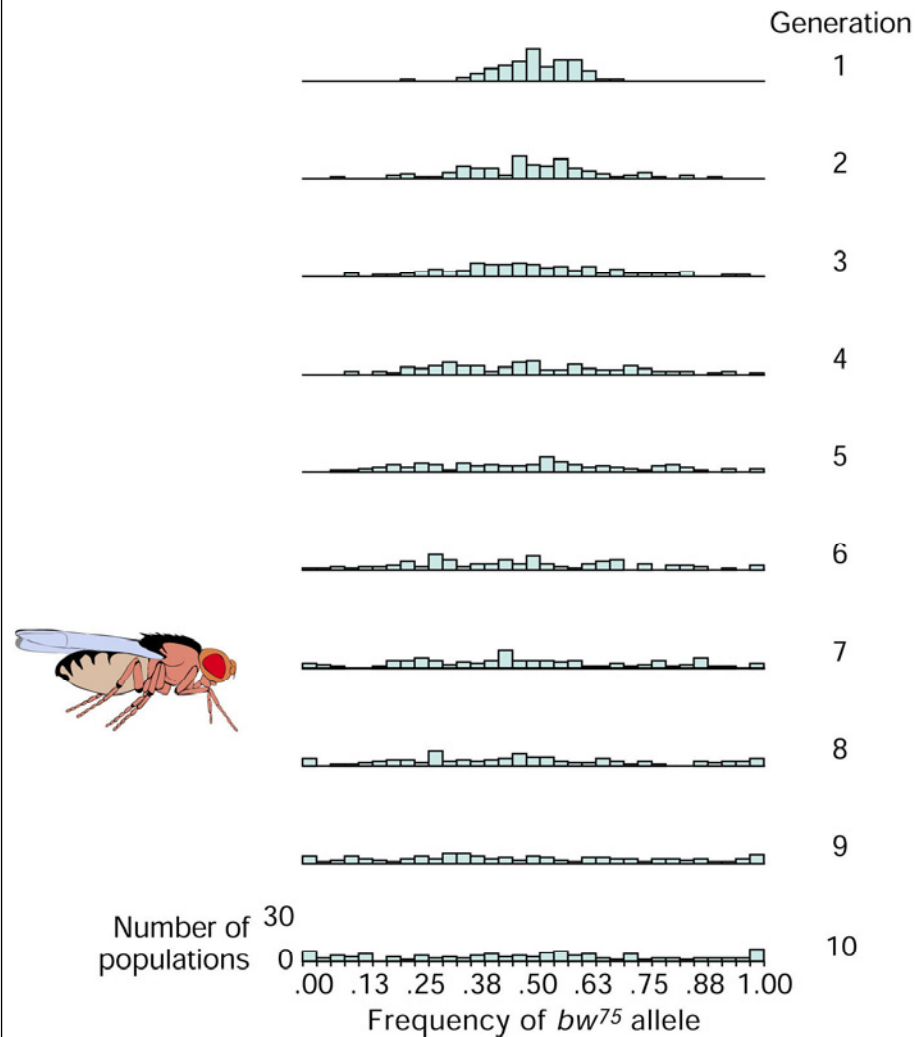 Generation
1
2
3
4
5
6
7
8
9
Number of populations 30
0
10
.00 .13 .25 .38 .50 .63 .75 .88 1.00
Frequency of bw⁷⁵ allele